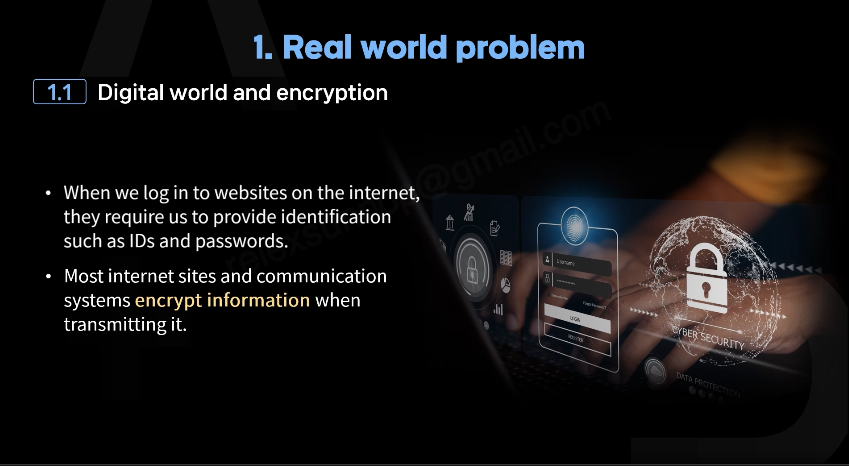 1. Real world problem
1.1 Digital world and encryption
• When we log in to websites on the internet,
they require us to provide identification
such as IDs and passwords.
• Most internet sites and communication
systems encrypt information when
transmitting it.
@gmail.com
Username
LOGIN
REGISTER
CYBER SECURITY
DATA PROTECTION